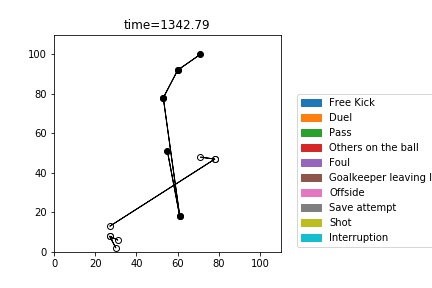 time=1342.79
100
80
60
40
20
0
0 20 40 60 80 100
Free Kick
Duel
Pass
Others on the ball
Foul
Goalkeeper leaving l
Offside
Save attempt
Shot
Interruption